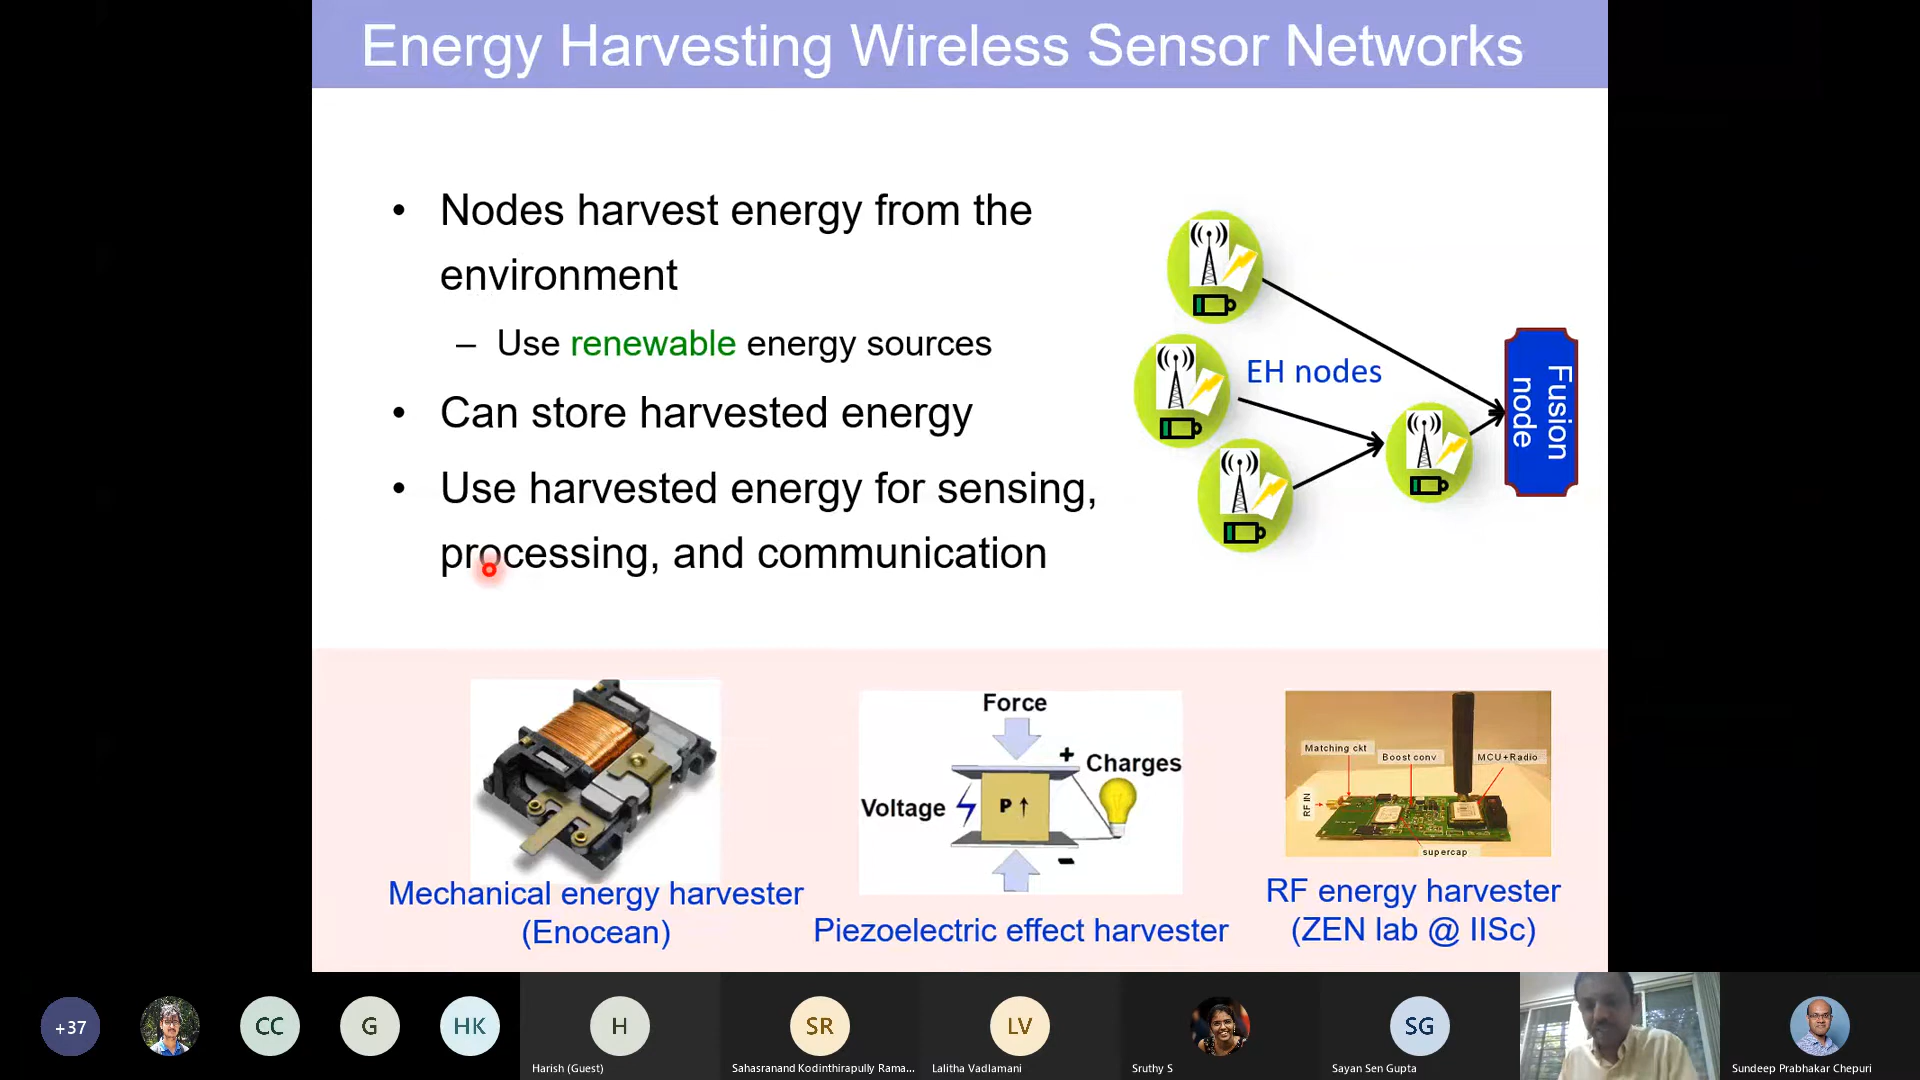 Energy Harvesting Wireless Sensor Networks
• Nodes harvest energy from the
environment
– Use renewable energy sources
• Can store harvested energy
• Use harvested energy for sensing,
processing, and communication
EH nodes
Fusion
node
Force
+
Charges
Voltage
P ↑
-
Matching ckt
Boost conv
MCU+Radio
RF IN
supercap
Mechanical energy harvester
(Enocean)
Piezoelectric effect harvester
RF energy harvester
(ZEN lab @ IISc)
+37
CC
G
HK
H
SR
LV
SG
Harish (Guest)
Sahasranand Kodinthirapully Rama...
Lalitha Vadlamani
Sruthy S
Sayan Sen Gupta
Sundeep Prabhakar Chepuri